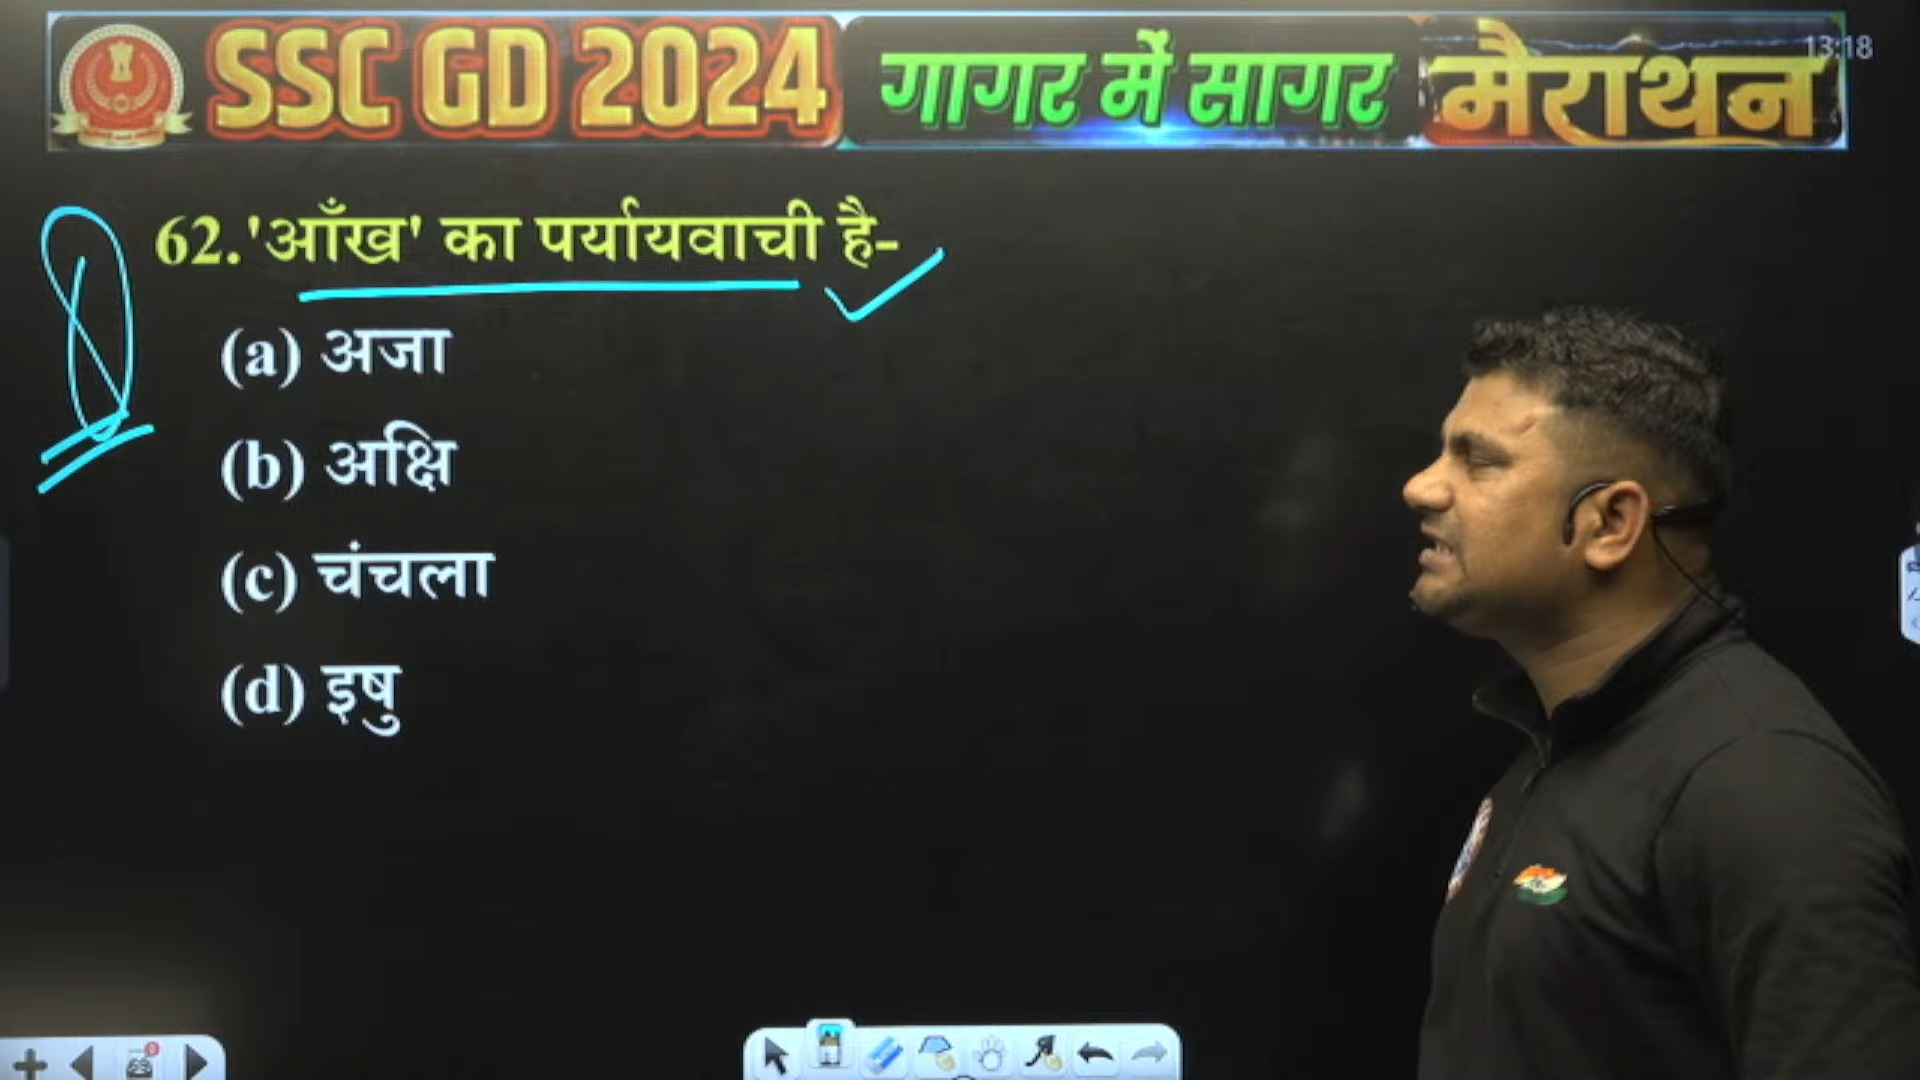 SSC GD 2024 गागर में सागर मैराथन
13:18
62.'आँख' का पर्यायवाची है-
(a) अजा
(b) अक्षि
(c) चंचला
(d) इषु